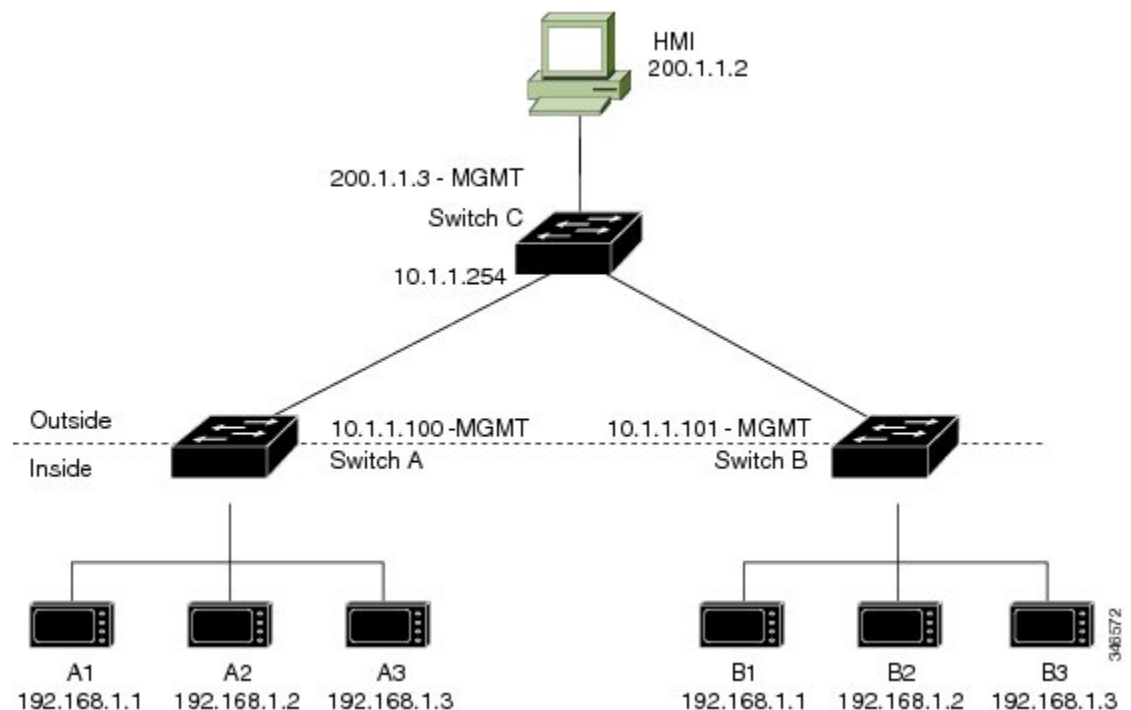 HMI
200.1.1.2
200.1.1.3 - MGMT
Switch C
10.1.1.254
Outside
Inside
10.1.1.100 -MGMT
Switch A
10.1.1.101 - MGMT
Switch B
A1
192.168.1.1
A2
192.168.1.2
A3
192.168.1.3
B1
192.168.1.1
B2
192.168.1.2
B3
192.168.1.3
346572